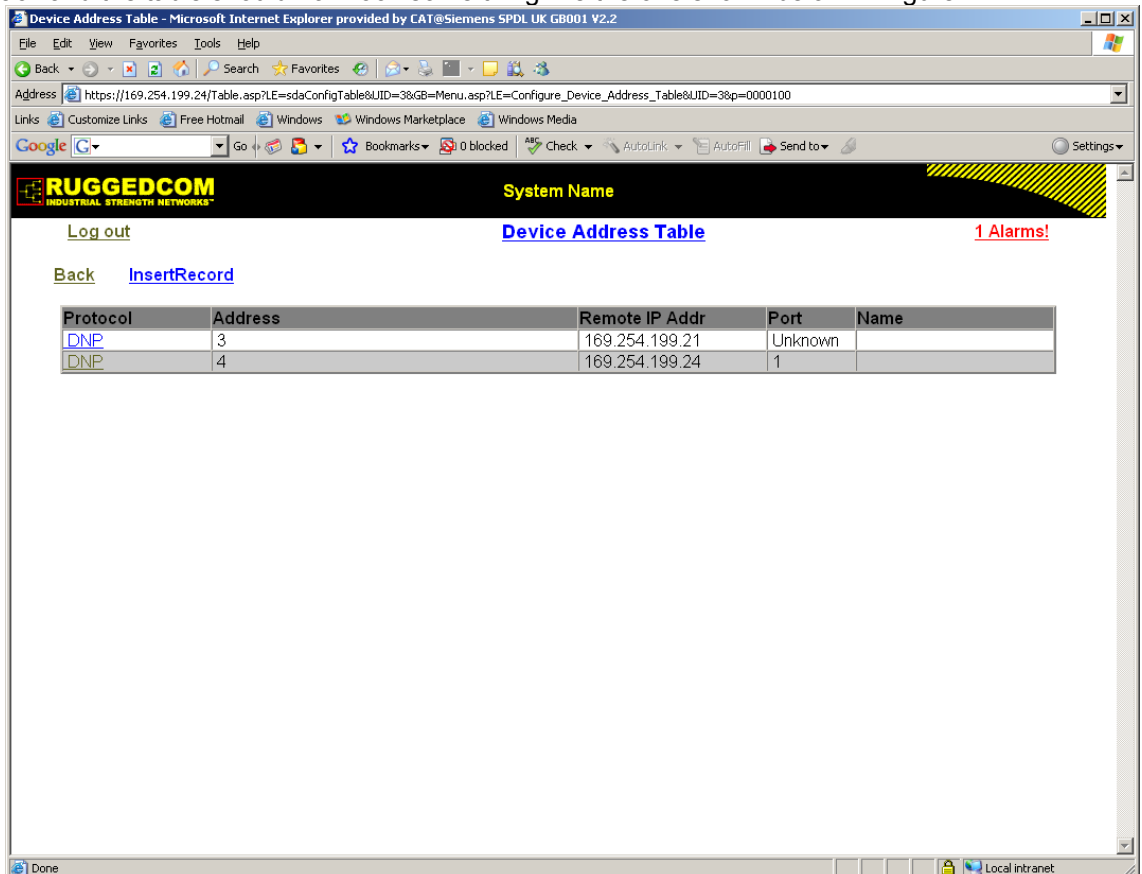 Device Address Table - Microsoft Internet Explorer provided by CAT@Siemens SPDL UK GB001 V2.2
File Edit View Favorites Tools Help
Back Search Favorites
Address https://169.254.199.24/Table.asp?LE=sdaConfigTable&UID=3&GB=Menu.asp?LE=Configure_Device_Address_Table&UID=3&p=0000100
Links Customize Links Free Hotmail Windows Windows Marketplace Windows Media
Google G Go Bookmarks 0 blocked ABC Check AutoLink AutoFill Send to Settings
RUGGEDCOM
INDUSTRIAL STRENGTH NETWORKS™
System Name
Log out Device Address Table 1 Alarms!
Back InsertRecord
Protocol Address Remote IP Addr Port Name
DNP 3 169.254.199.21 Unknown
DNP 4 169.254.199.24 1
Done Local intranet